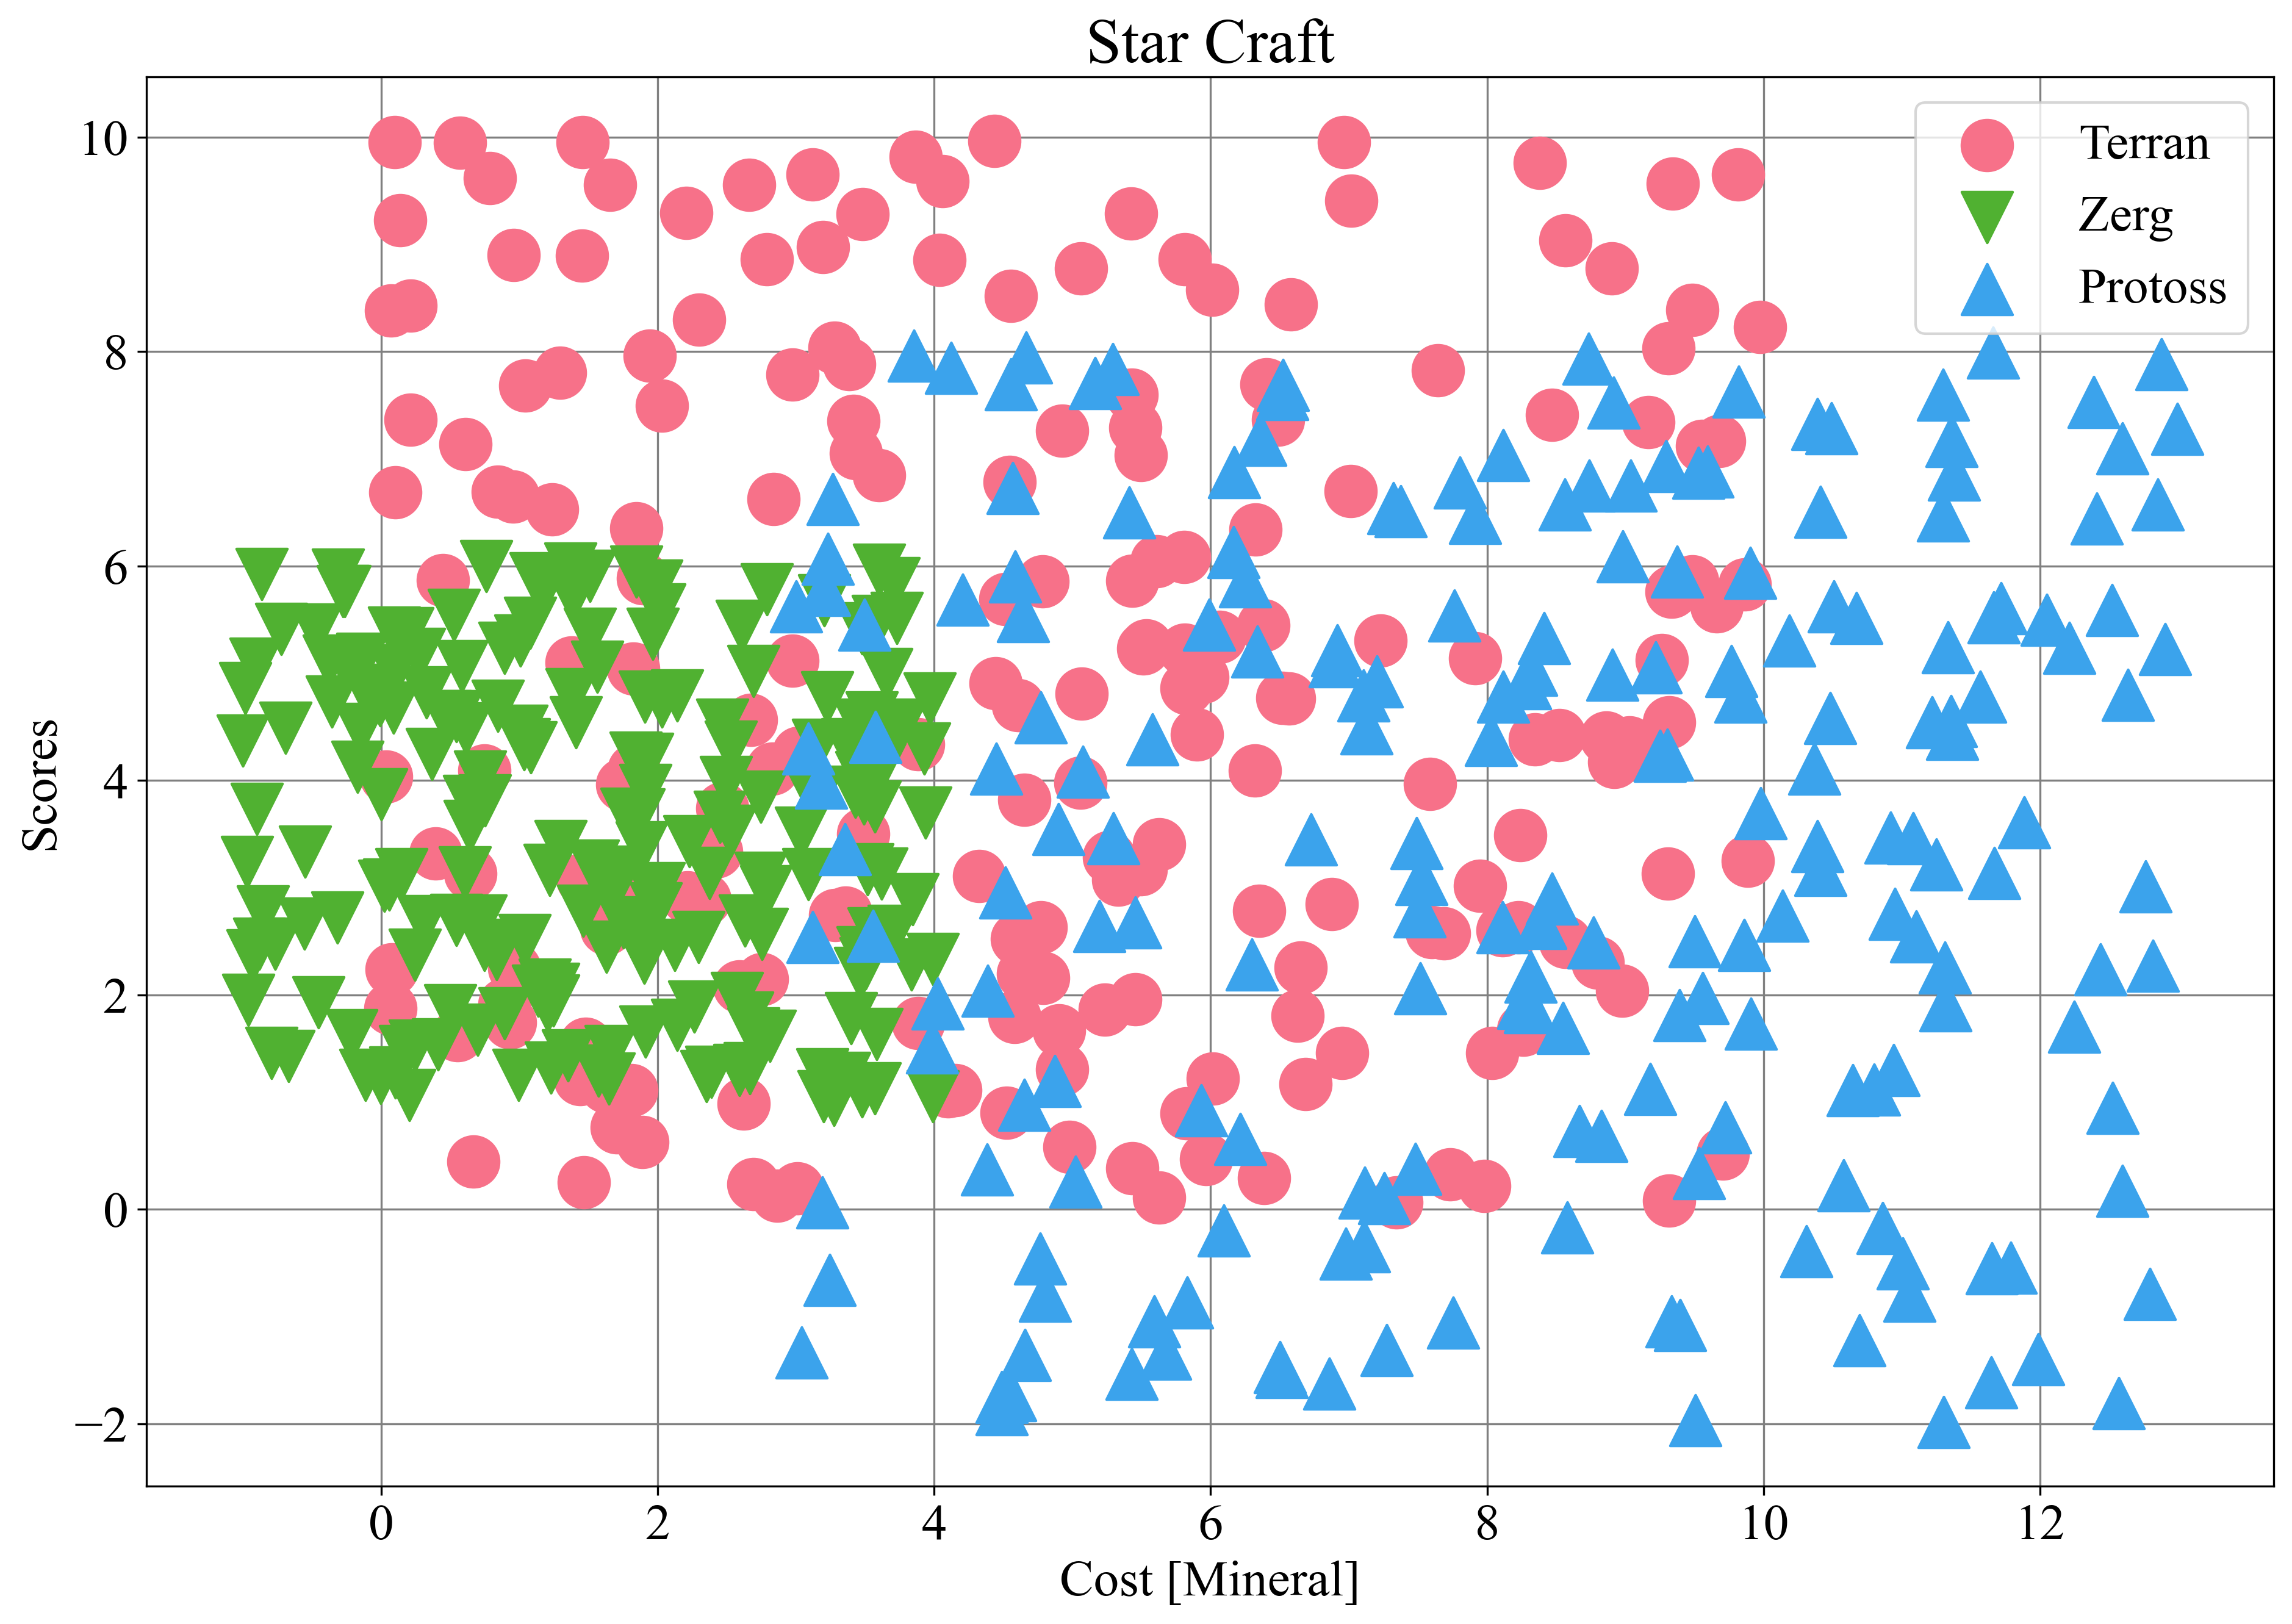 Star Craft
10
8
6
4
2
0
−2
Scores
Terran
Zerg
Protoss
0 2 4 6 8 10 12
Cost [Mineral]